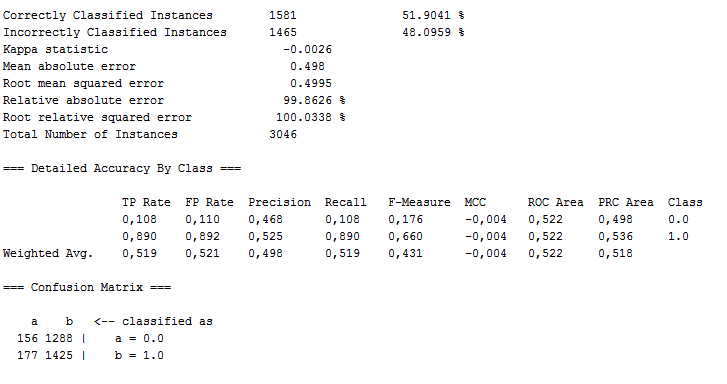 Correctly Classified Instances 1581 51.9041 %
Incorrectly Classified Instances 1465 48.0959 %
Kappa statistic -0.0026
Mean absolute error 0.498
Root mean squared error 0.4995
Relative absolute error 99.8626 %
Root relative squared error 100.0338 %
Total Number of Instances 3046
=== Detailed Accuracy By Class ===
TP Rate FP Rate Precision Recall F-Measure MCC ROC Area PRC Area Class
0,108 0,110 0,468 0,108 0,176 -0,004 0,522 0,498 0.0
0,890 0,892 0,525 0,890 0,660 -0,004 0,522 0,536 1.0
Weighted Avg. 0,519 0,521 0,498 0,519 0,431 -0,004 0,522 0,518
=== Confusion Matrix ===
a b <-- classified as
156 1288 | a = 0.0
177 1425 | b = 1.0